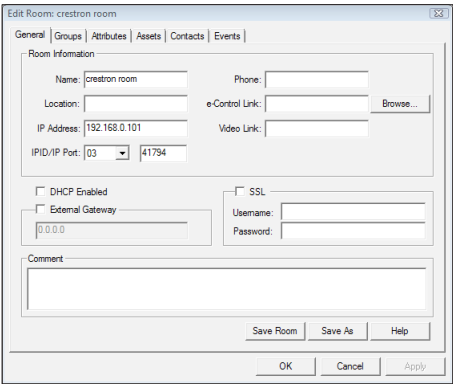 Edit Room: crestron room
General Groups Attributes Assets Contacts Events
Room Information
Name: crestron room Phone:
Location: e-Control Link: Browse...
IP Address: 192.168.0.101 Video Link:
IPID/IP Port: 03 41794
DHCP Enabled SSL
External Gateway Username:
0.0.0.0 Password:
Comment
Save Room Save As Help
OK Cancel Apply